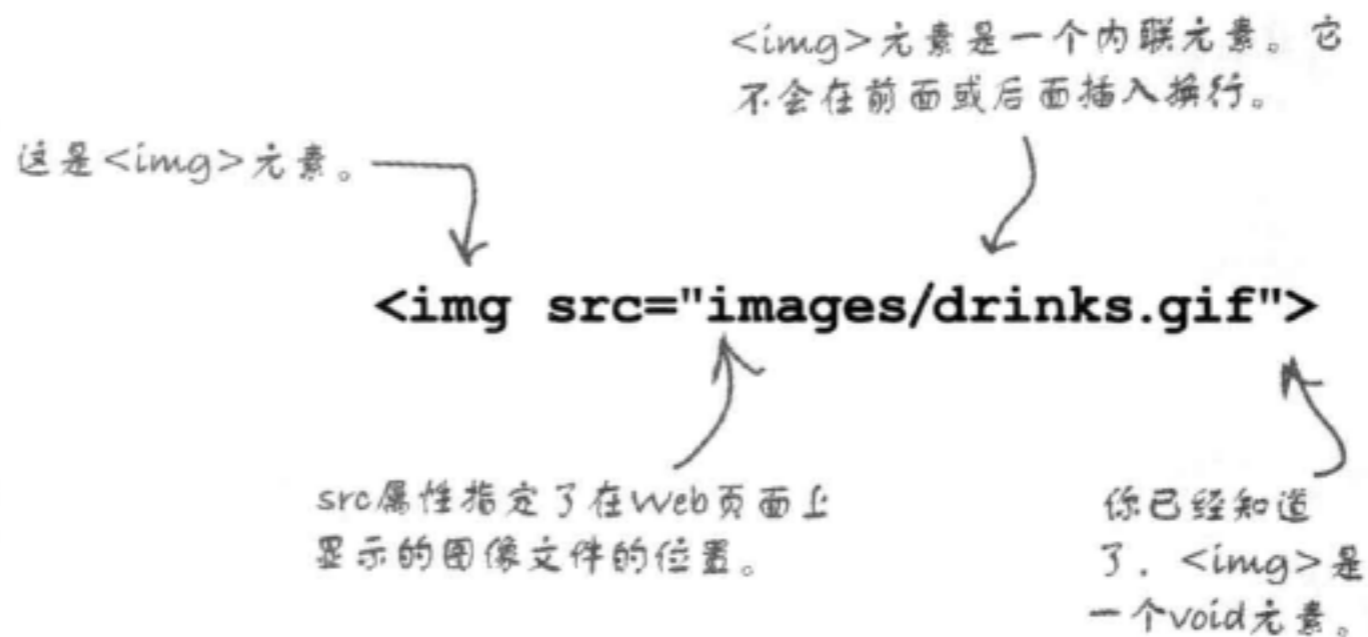 <img>元素是一个内联元素。它
不会在前面或后面插入换行。
这是<img>元素。
<img src="images/drinks.gif">
src属性指定了在Web页面上
显示的图像文件的位置。
你已经知道
了，<img>是
一个void元素。